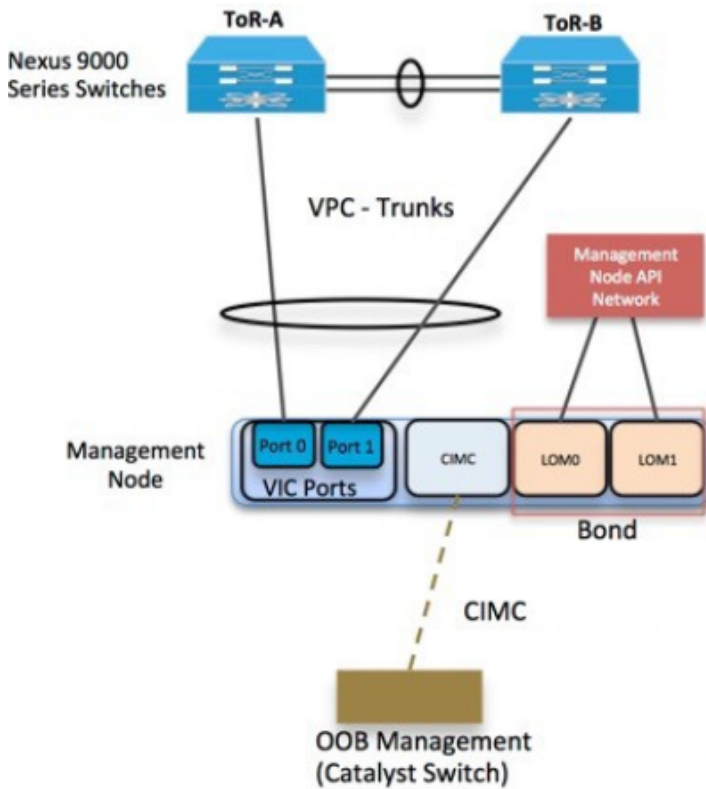 ToR-A
ToR-B
Nexus 9000
Series Switches
VPC - Trunks
Management
Node API
Network
Management
Node
Port 0
Port 1
VIC Ports
CIMC
LOM0
LOM1
Bond
CIMC
OOB Management
(Catalyst Switch)